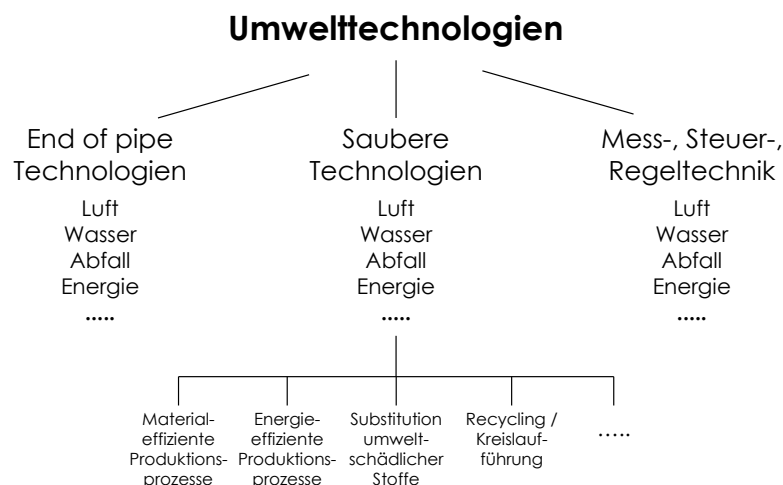 Umwelttechnologien
End of pipe
Technologien
Luft
Wasser
Abfall
Energie
.....
Saubere
Technologien
Luft
Wasser
Abfall
Energie
.....
Mess-, Steuer-,
Regeltechnik
Luft
Wasser
Abfall
Energie
.....
Material-
effiziente
Produktions-
prozesse
Energie-
effiziente
Produktions-
prozesse
Substitution
umwelt-
schädlicher
Stoffe
Recycling /
Kreislauf-
führung
.....